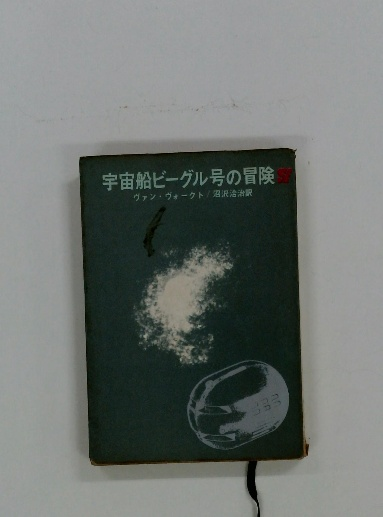 宇宙船ビーグル号の冒険
ヴァン・ヴォークト/沼沢洽治訳